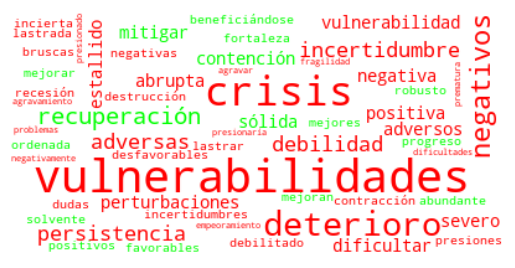 incierta
lastrada
bruscas
presionado
estallido
mitigar
beneficiándose
fortaleza
vulnerabilidad
contención
incertidumbre
negativos
negativas
mejorar
abrupta
agravar
fragilidad
negativa
robusto
prematura
recesión
destrucción
crisis
agravamiento
recuperación
sólida
mejores
positiva
problemas
presionaría
adversos
ordenada
adversas
lastrar
debilidad
progreso
negativamente
desfavorables
dificultades
vulnerabilidades
dudas
perturbaciones
mejoran
contracción
abundante
solvente
incertidumbres
deterioro
severo
persistencia
empeoramiento
positivos
favorables
debilitado
dificultar
presiones